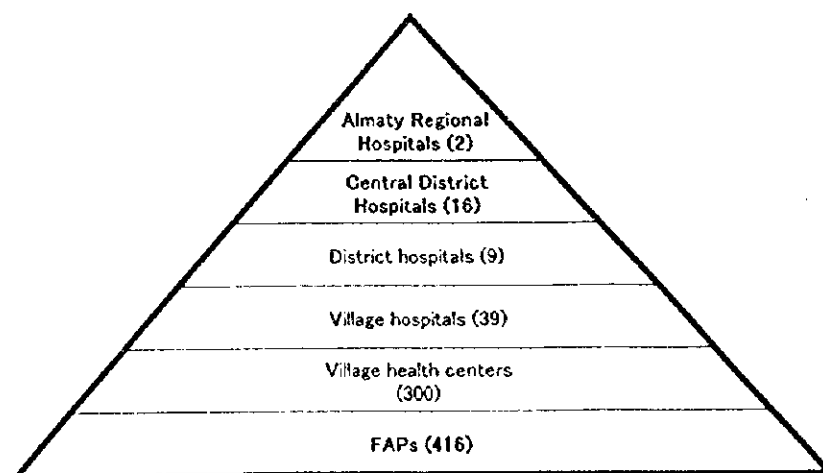 Almaty Regional
Hospitals (2)
Central District
Hospitals (16)
District hospitals (9)
Village hospitals (39)
Village health centers
(300)
FAPs (416)